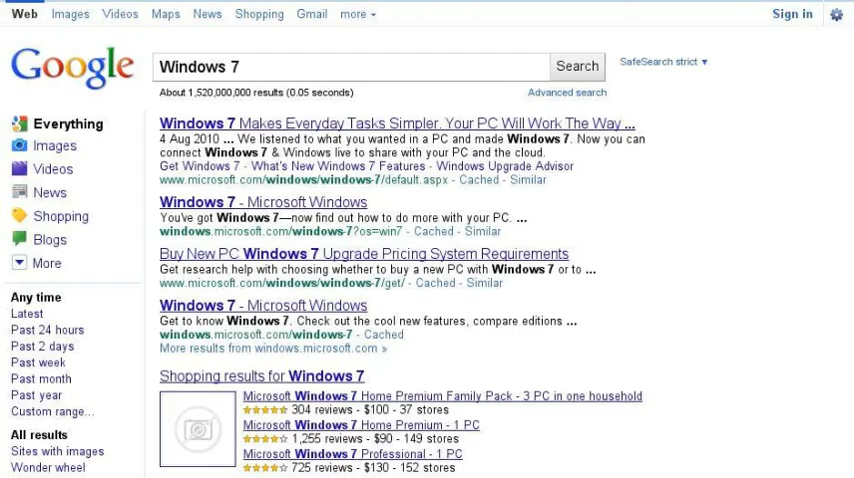 Web Images Videos Maps News Shopping Gmail more
Sign in
Google
Windows 7
Search
SafeSearch strict ▼
About 1,520,000,000 results (0.05 seconds)
Advanced search
Everything
Images
Videos
News
Shopping
Blogs
More
Any time
Latest
Past 24 hours
Past 2 days
Past week
Past month
Past year
Custom range...
All results
Sites with images
Wonder wheel
Windows 7 Makes Everyday Tasks Simpler. Your PC Will Work The Way ...
4 Aug 2010 ... We listened to what you wanted in a PC and made Windows 7. Now you can
connect Windows 7 & Windows live to share with your PC and the cloud.
Get Windows 7 - What's New Windows 7 Features - Windows Upgrade Advisor
www.microsoft.com/windows/windows-7/default.aspx - Cached - Similar
Windows 7 - Microsoft Windows
You've got Windows 7—now find out how to do more with your PC. ...
windows.microsoft.com/windows-7?os=win7 - Cached - Similar
Buy New PC Windows 7 Upgrade Pricing System Requirements
Get research help with choosing whether to buy a new PC with Windows 7 or to ...
www.microsoft.com/windows/windows-7/get/ - Cached - Similar
Windows 7 - Microsoft Windows
Get to know Windows 7. Check out the cool new features, compare editions ...
windows.microsoft.com/windows-7 - Cached
More results from windows.microsoft.com »
Shopping results for Windows 7
Microsoft Windows 7 Home Premium Family Pack - 3 PC in one household
304 reviews - $100 - 37 stores
Microsoft Windows 7 Home Premium - 1 PC
1,255 reviews - $90 - 149 stores
Microsoft Windows 7 Professional - 1 PC
725 reviews - $130 - 152 stores